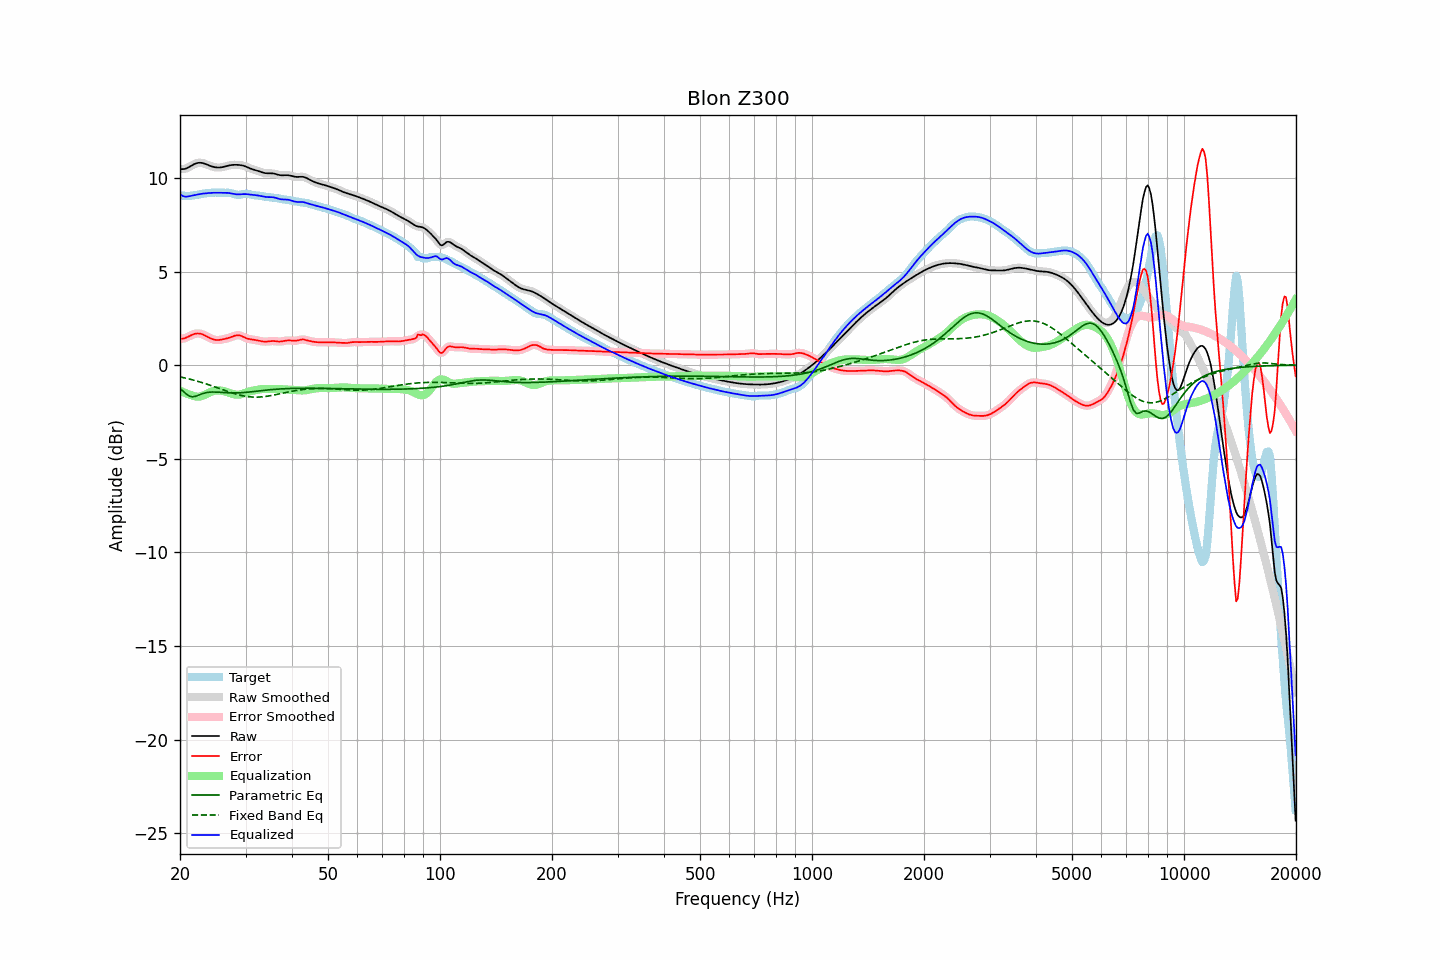 Blon Z300
Amplitude (dBr)
10
5
0
−5
−10
−15
−20
−25
Target
Raw Smoothed
Error Smoothed
Raw
Error
Equalization
Parametric Eq
Fixed Band Eq
Equalized
20 50 100 200 500 1000 2000 5000 10000 20000
Frequency (Hz)